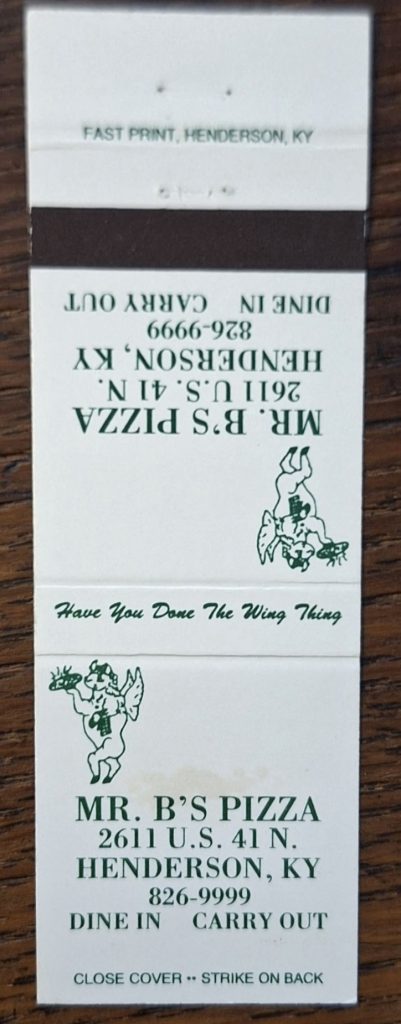 FAST PRINT, HENDERSON, KY
DINE IN CARRY OUT
826-9999
HENDERSON, KY
2611 U.S. 41 N.
MR. B'S PIZZA
Have You Done The Wing Thing
MR. B'S PIZZA
2611 U.S. 41 N.
HENDERSON, KY
826-9999
DINE IN CARRY OUT
CLOSE COVER •• STRIKE ON BACK